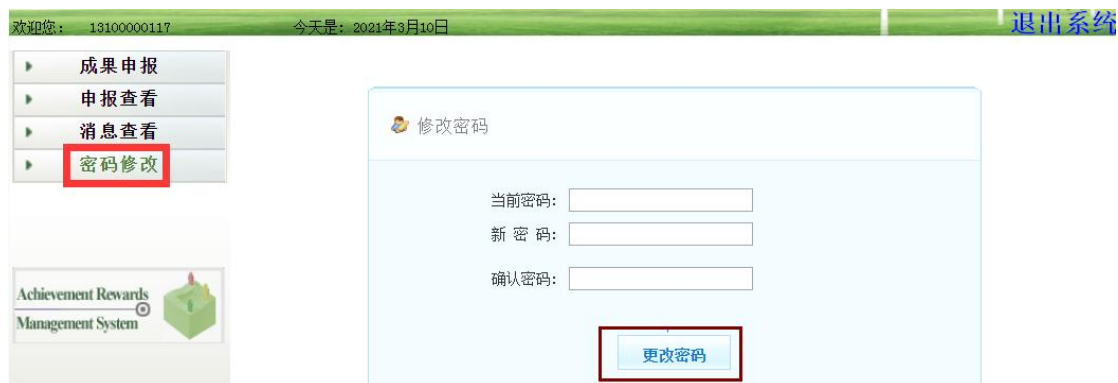 欢迎您： 13100000117 今天是：2021年3月10日 退出系统
成果申报
申报查看
消息查看
密码修改
修改密码
当前密码：
新 密 码：
确认密码：
更改密码
Achievement Rewards
Management System